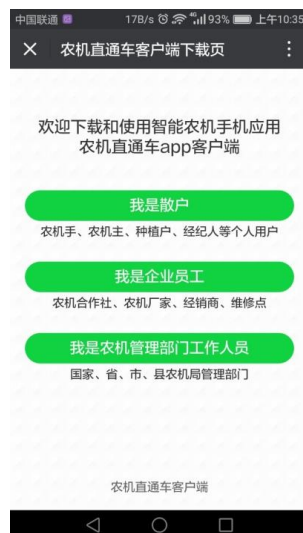 中国联通 17B/s 4G 93% 上午10:35
农机直通车客户端下载页
欢迎下载和使用智能农机手机应用
农机直通车app客户端
我是散户
农机手、农机主、种植户、经纪人等个人用户
我是企业员工
农机合作社、农机厂家、经销商、维修点
我是农机管理部门工作人员
国家、省、市、县农机局管理部门
农机直通车客户端